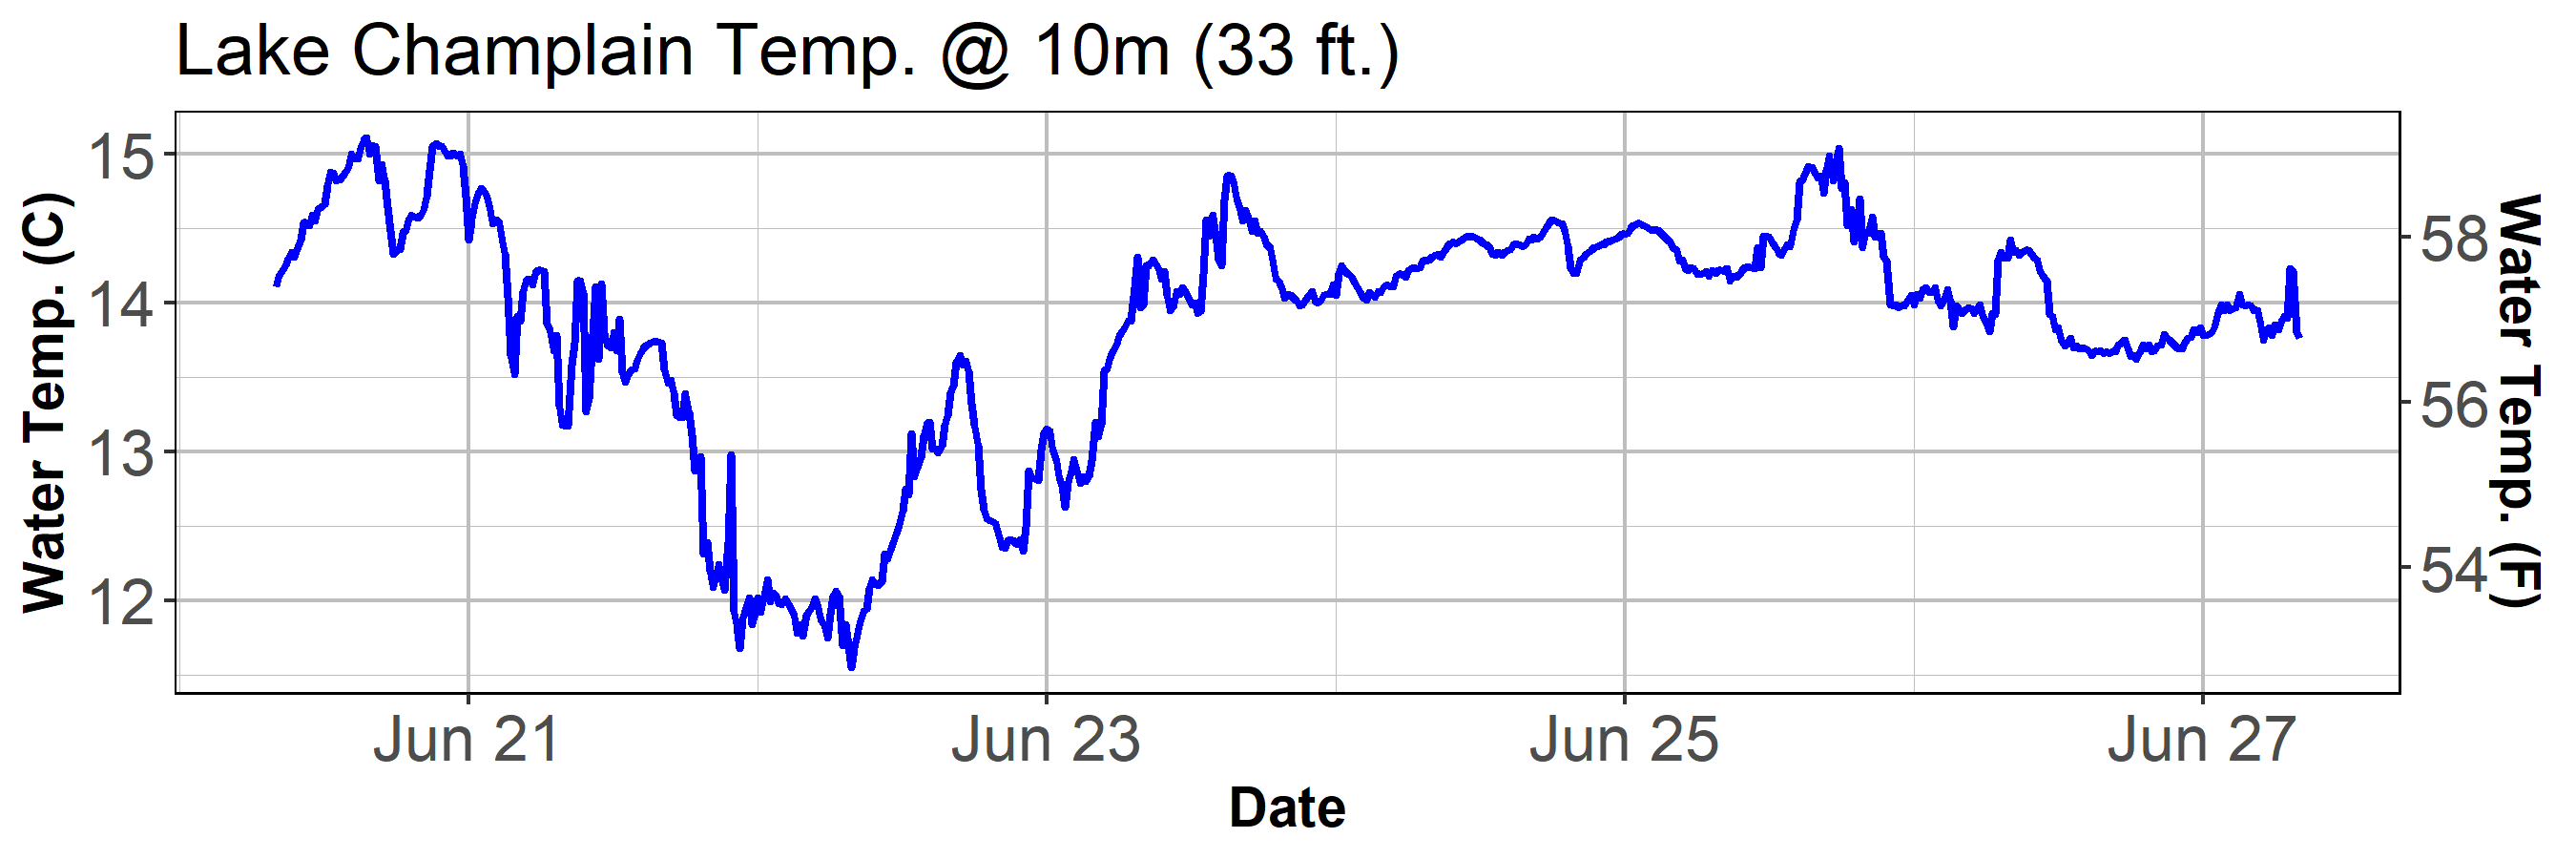 Lake Champlain Temp. @ 10m (33 ft.)
Water Temp. (C)
15
14
13
12
58
56
54
Water Temp. (F)
Jun 21 Jun 23 Jun 25 Jun 27
Date